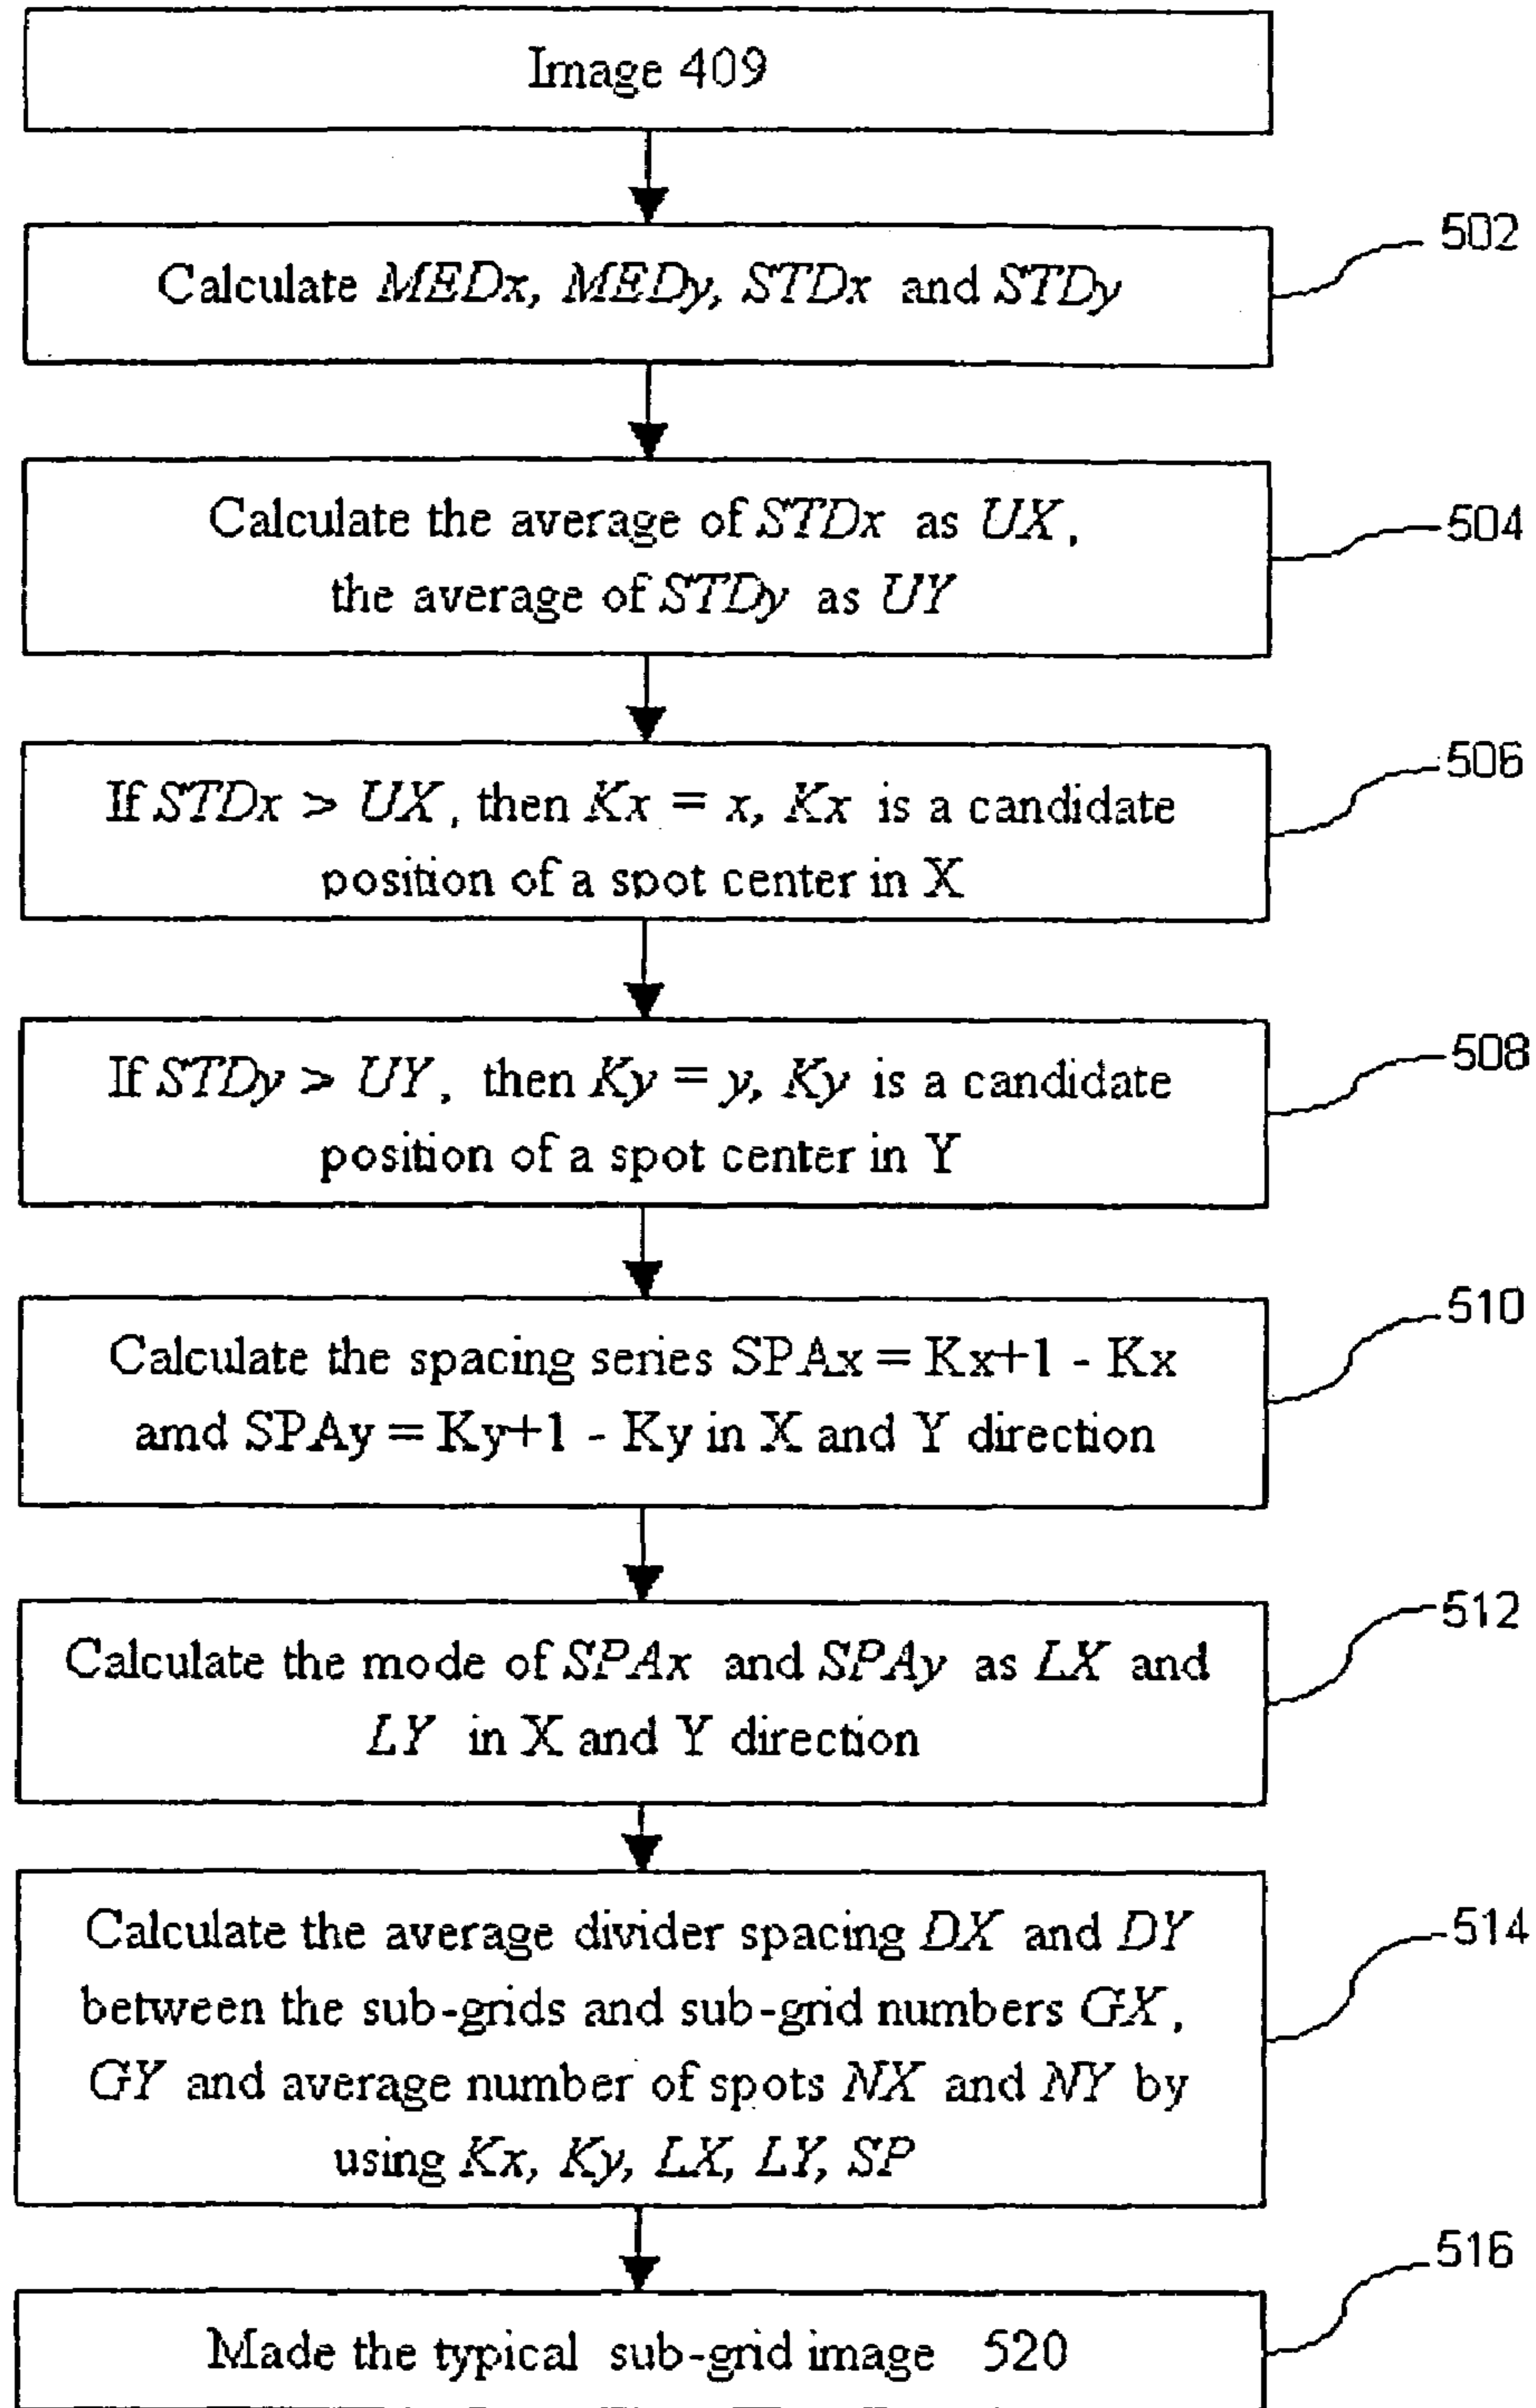 Image 409
502
Calculate MEDx, MEDy, STDx and STDy
504
Calculate the average of STDx as UX,
the average of STDy as UY
506
If STDx > UX, then Kx = x, Kx is a candidate
position of a spot center in X
508
If STDy > UY, then Ky = y, Ky is a candidate
position of a spot center in Y
510
Calculate the spacing series SPAx = Kx+1 - Kx
amd SPAy = Ky+1 - Ky in X and Y direction
512
Calculate the mode of SPAx and SPAy as LX and
LY in X and Y direction
514
Calculate the average divider spacing DX and DY
between the sub-grids and sub-grid numbers GX,
GY and average number of spots NX and NY by
using Kx, Ky, LX, LY, SP
516
Made the typical sub-grid image 520